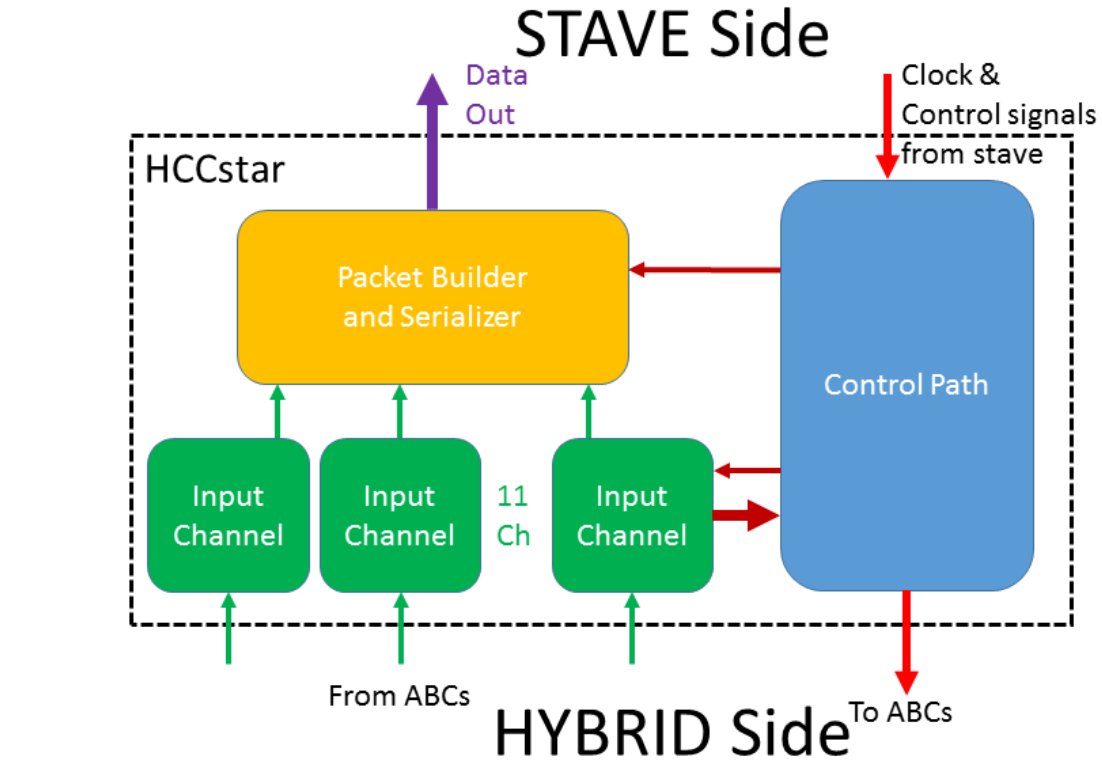 STAVE Side
Data
Out
Clock &
Control signals
from stave
HCCstar
Packet Builder
and Serializer
Control Path
Input
Channel
Input
Channel
11
Ch
Input
Channel
From ABCs
To ABCs
HYBRID Side